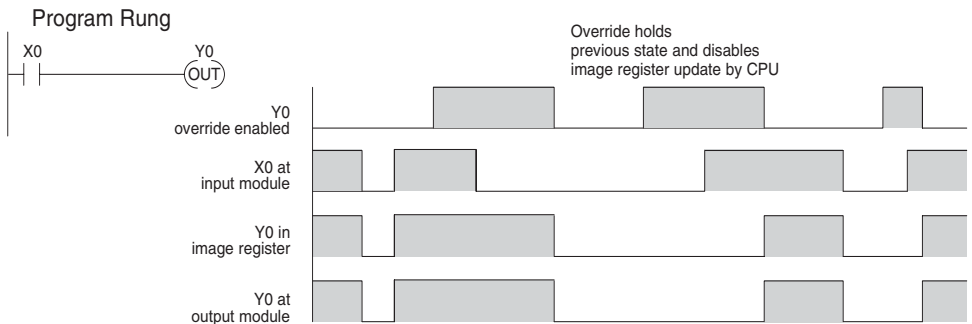 Program Rung
X0
Y0
OUT
Override holds
previous state and disables
image register update by CPU
Y0
override enabled
X0 at
input module
Y0 in
image register
Y0 at
output module